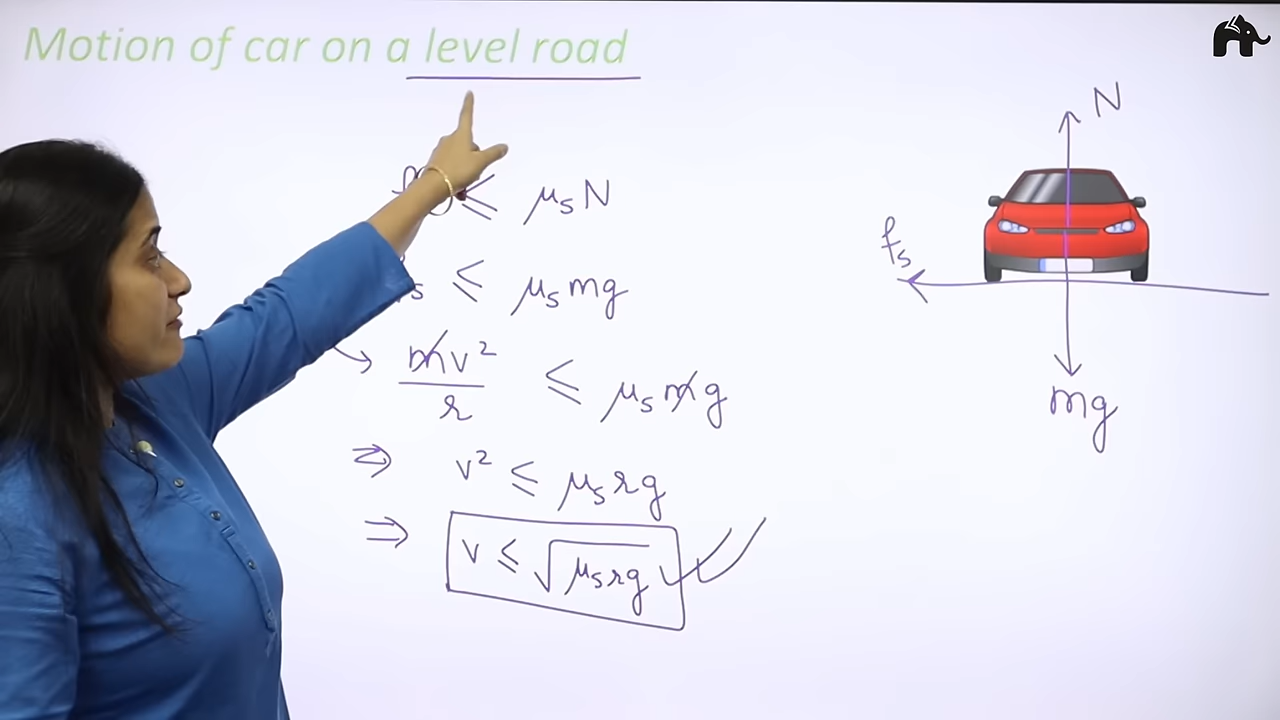 Motion of car on a level road
≤ μₛN
≤ μₛmg
mv²/r ≤ μₛmg
⇒ v² ≤ μₛrg
⇒ v ≤ √μₛrg
N
fₛ
mg